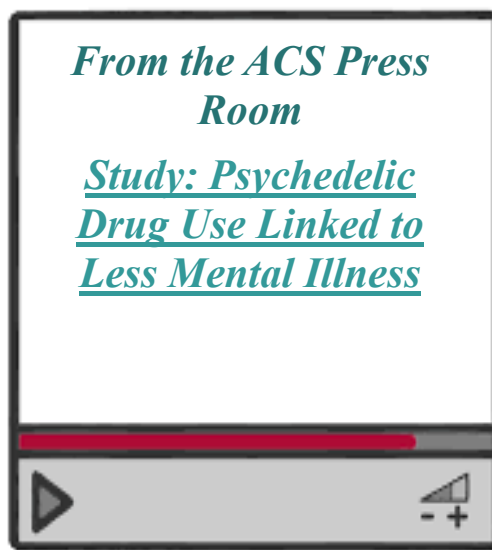 From the ACS Press
Room
Study: Psychedelic
Drug Use Linked to
Less Mental Illness
- +